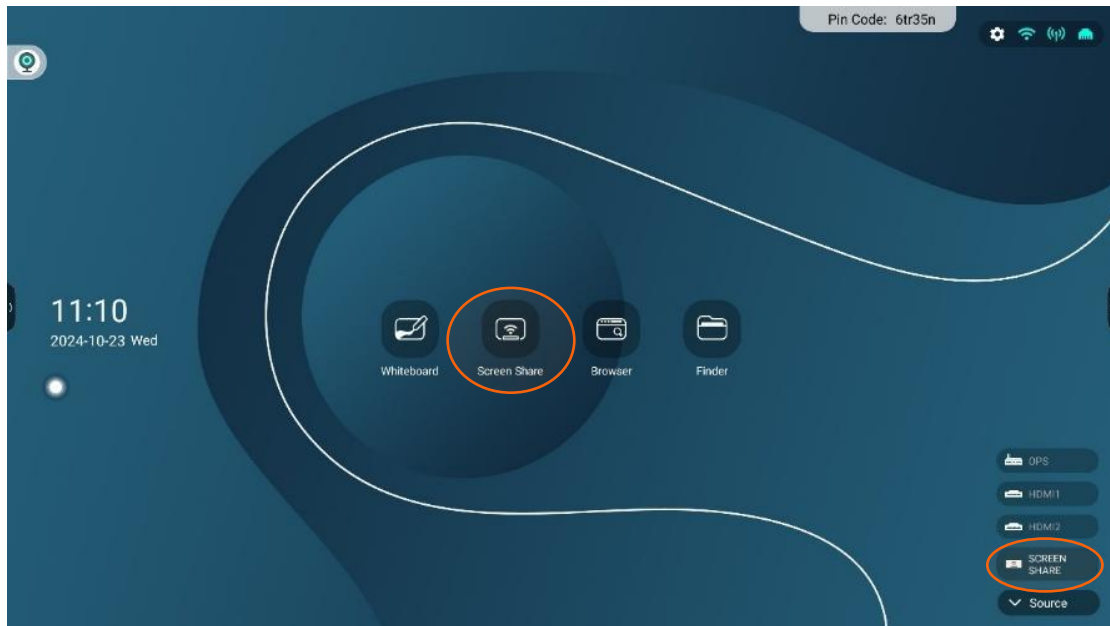 Pin Code: 6tr35n
11:10
2024-10-23 Wed
Whiteboard
Screen Share
Browser
Finder
OPS
HDMI1
HDMI2
SCREEN
SHARE
Source